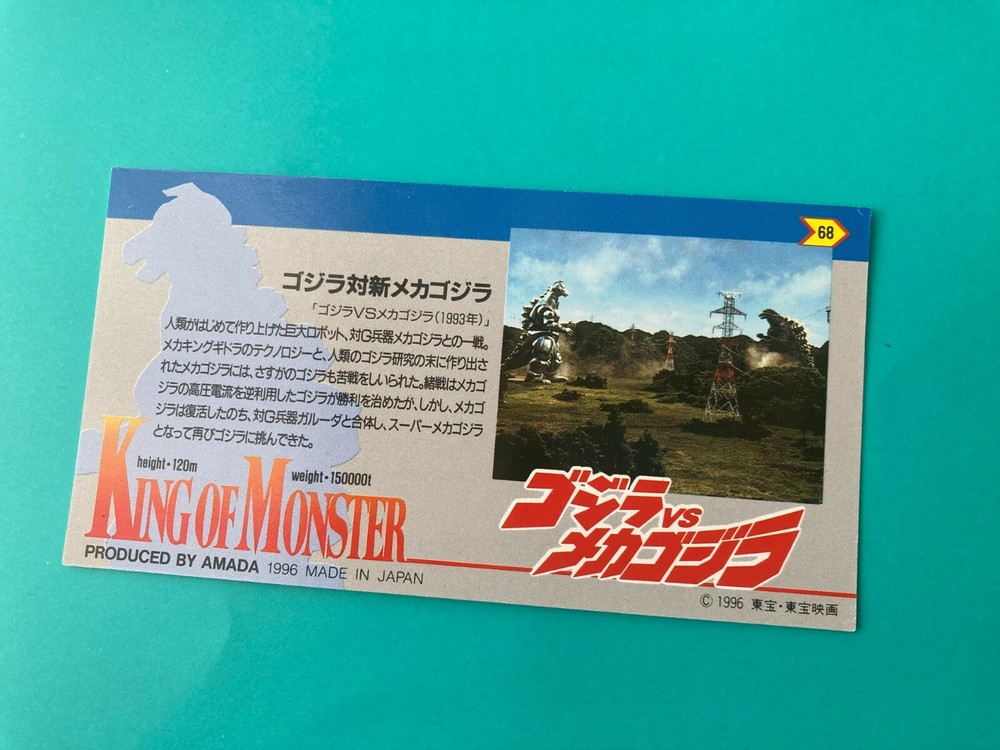 68
ゴジラ対新メカゴジラ
「ゴジラVSメカゴジラ(1993年)」
人類がはじめて作り上げた巨大ロボット、対G兵器メカゴジラとの一戦。
メカキングギドラのテクノロジーと、人類のゴジラ研究の末に作り出さ
れたメカゴジラには、さすがのゴジラも苦戦をしいられた。緒戦はメカゴ
ジラの高圧電流を逆利用したゴジラが勝利を治めたが、しかし、メカゴ
ジラは復活したのち、対G兵器ガルーダと合体し、スーパーメカゴジラ
となって再びゴジラに挑んできた。
height・120m
weight・150000t
KING OF MONSTER
ゴジラVS
メカゴジラ
PRODUCED BY AMADA 1996 MADE IN JAPAN
© 1996 東宝・東宝映画